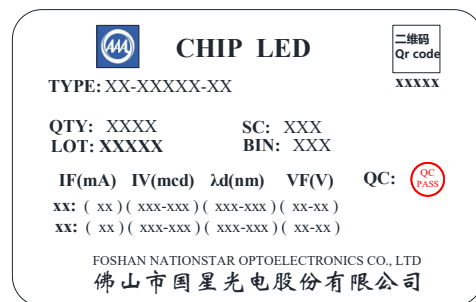 AAA CHIP LED
二维码
Qr code
TYPE: XX-XXXXX-XX
xxxxx
QTY: XXXX SC: XXX
LOT: XXXXX BIN: XXX
IF(mA) IV(mcd) λd(nm) VF(V) QC: QC PASS
xx: ( xx ) ( xxx-xxx ) ( xxx-xxx ) ( xx-xx )
xx: ( xx ) ( xxx-xxx ) ( xxx-xxx ) ( xx-xx )
FOSHAN NATIONSTAR OPTOELECTRONICS CO., LTD
佛山市国星光电股份有限公司